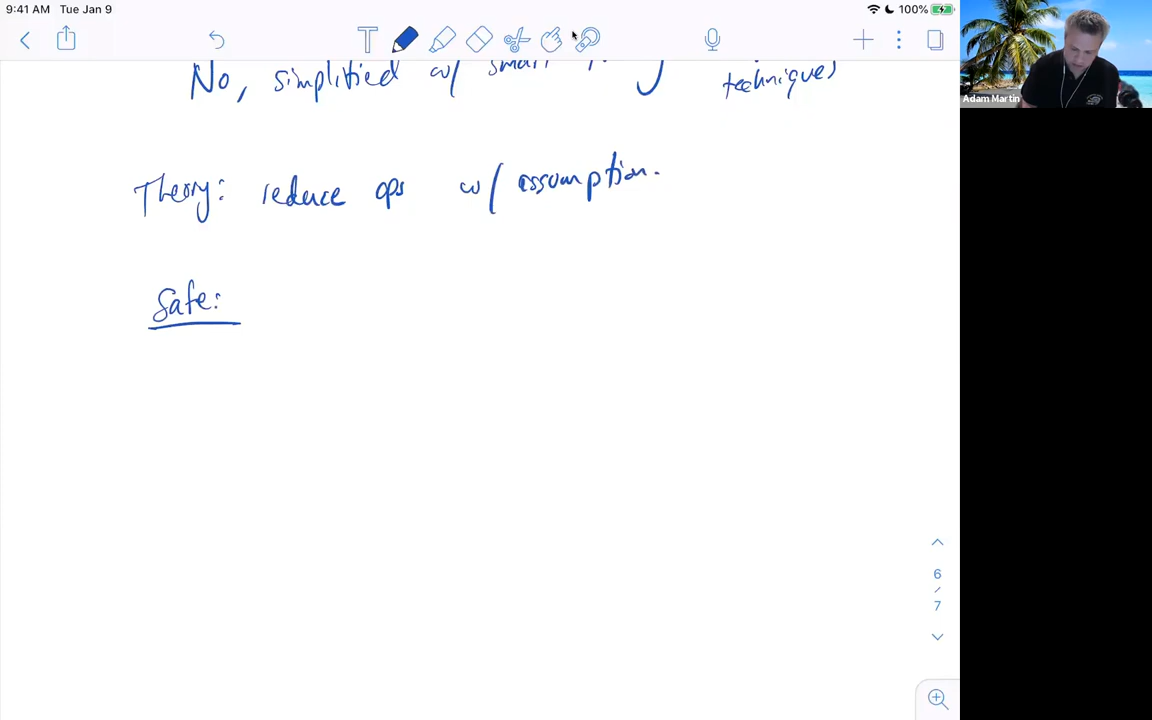 9:41 AM Tue Jan 9 100%
T
Adam Martin
No, simplified w/ small techniques
Theory: reduce ops w/ assumption.
Safe:
6
/
7